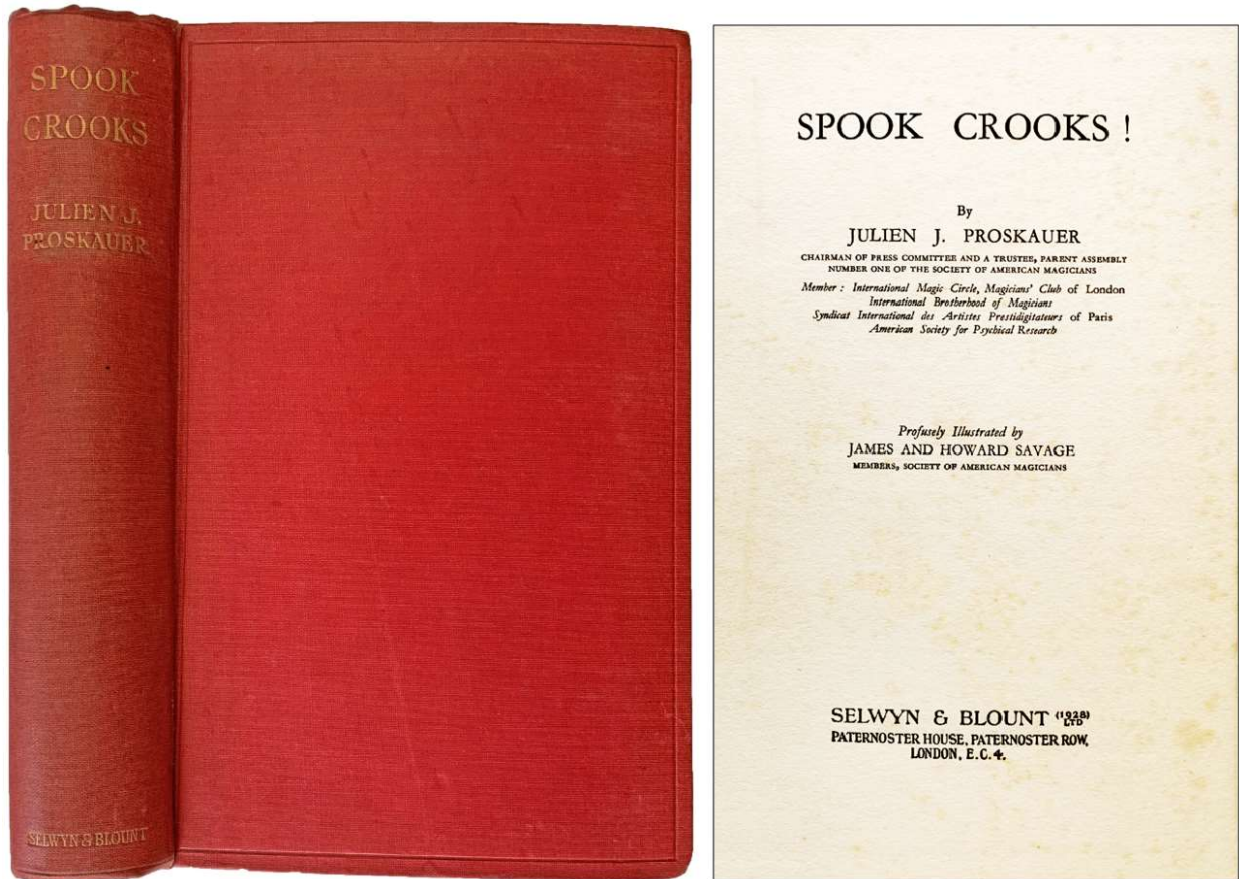 SPOOK
CROOKS
JULIEN J.
PROSKAUER
SELWYN & BLOUNT
SPOOK CROOKS !
By
JULIEN J. PROSKAUER
CHAIRMAN OF PRESS COMMITTEE AND A TRUSTEE, PARENT ASSEMBLY
NUMBER ONE OF THE SOCIETY OF AMERICAN MAGICIANS
Member : International Magic Circle, Magicians' Club of London
International Brotherhood of Magicians
Syndicat International des Artistes Prestidigitateurs of Paris
American Society for Psychical Research
Profusely Illustrated by
JAMES AND HOWARD SAVAGE
MEMBERS, SOCIETY OF AMERICAN MAGICIANS
SELWYN & BLOUNT (1928) LTD
PATERNOSTER HOUSE, PATERNOSTER ROW,
LONDON, E.C.4.